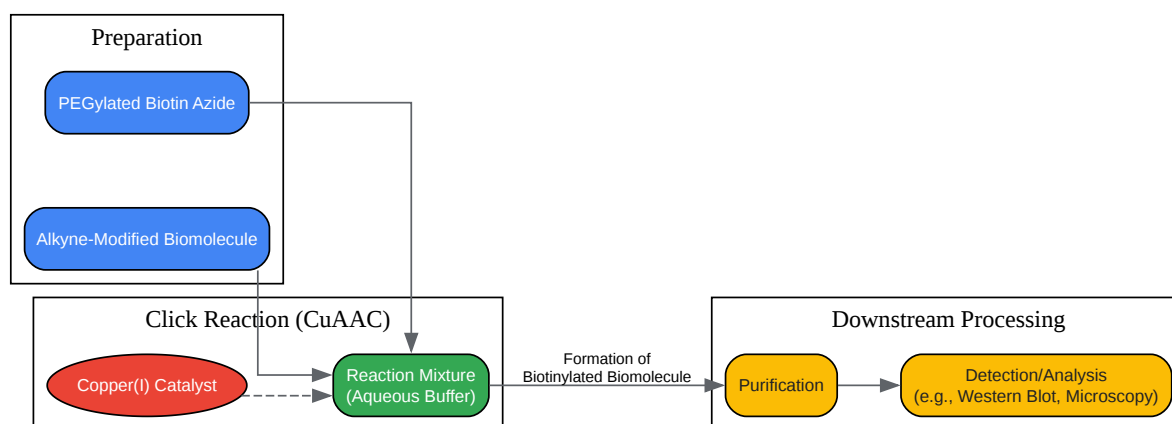 Preparation
PEGylated Biotin Azide
Alkyne-Modified Biomolecule
Click Reaction (CuAAC)
Copper(I) Catalyst
Reaction Mixture
(Aqueous Buffer)
Formation of
Biotinylated Biomolecule
Downstream Processing
Purification
Detection/Analysis
(e.g., Western Blot, Microscopy)